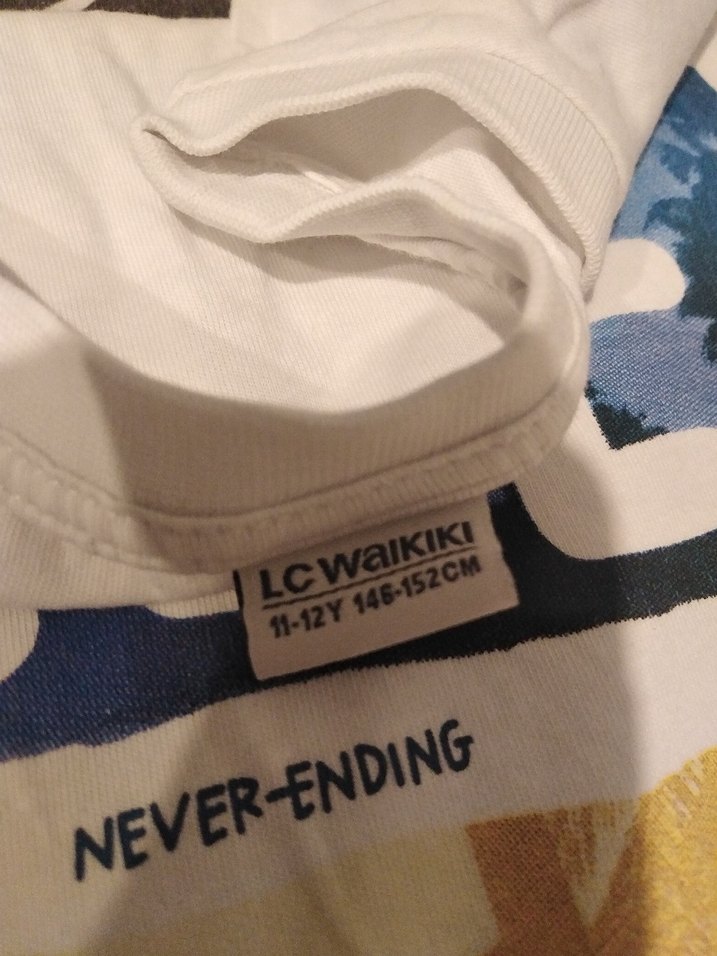 LC WAIKIKI
11-12Y 146-152CM
NEVER-ENDING